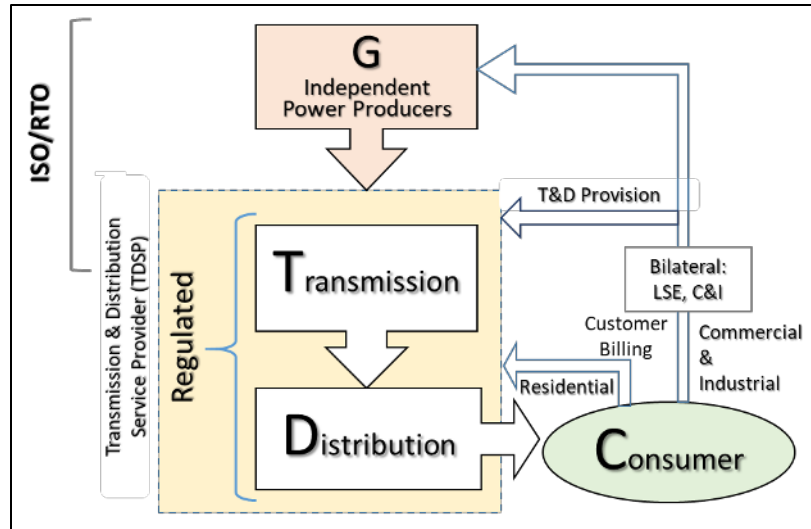 G
Independent
Power Producers
ISO/RTO
T&D Provision
Transmission & Distribution
Service Provider (TDSP)
Regulated
Transmission
Bilateral:
LSE, C&I
Customer
Billing
Commercial
&
Industrial
Residential
Distribution
Consumer